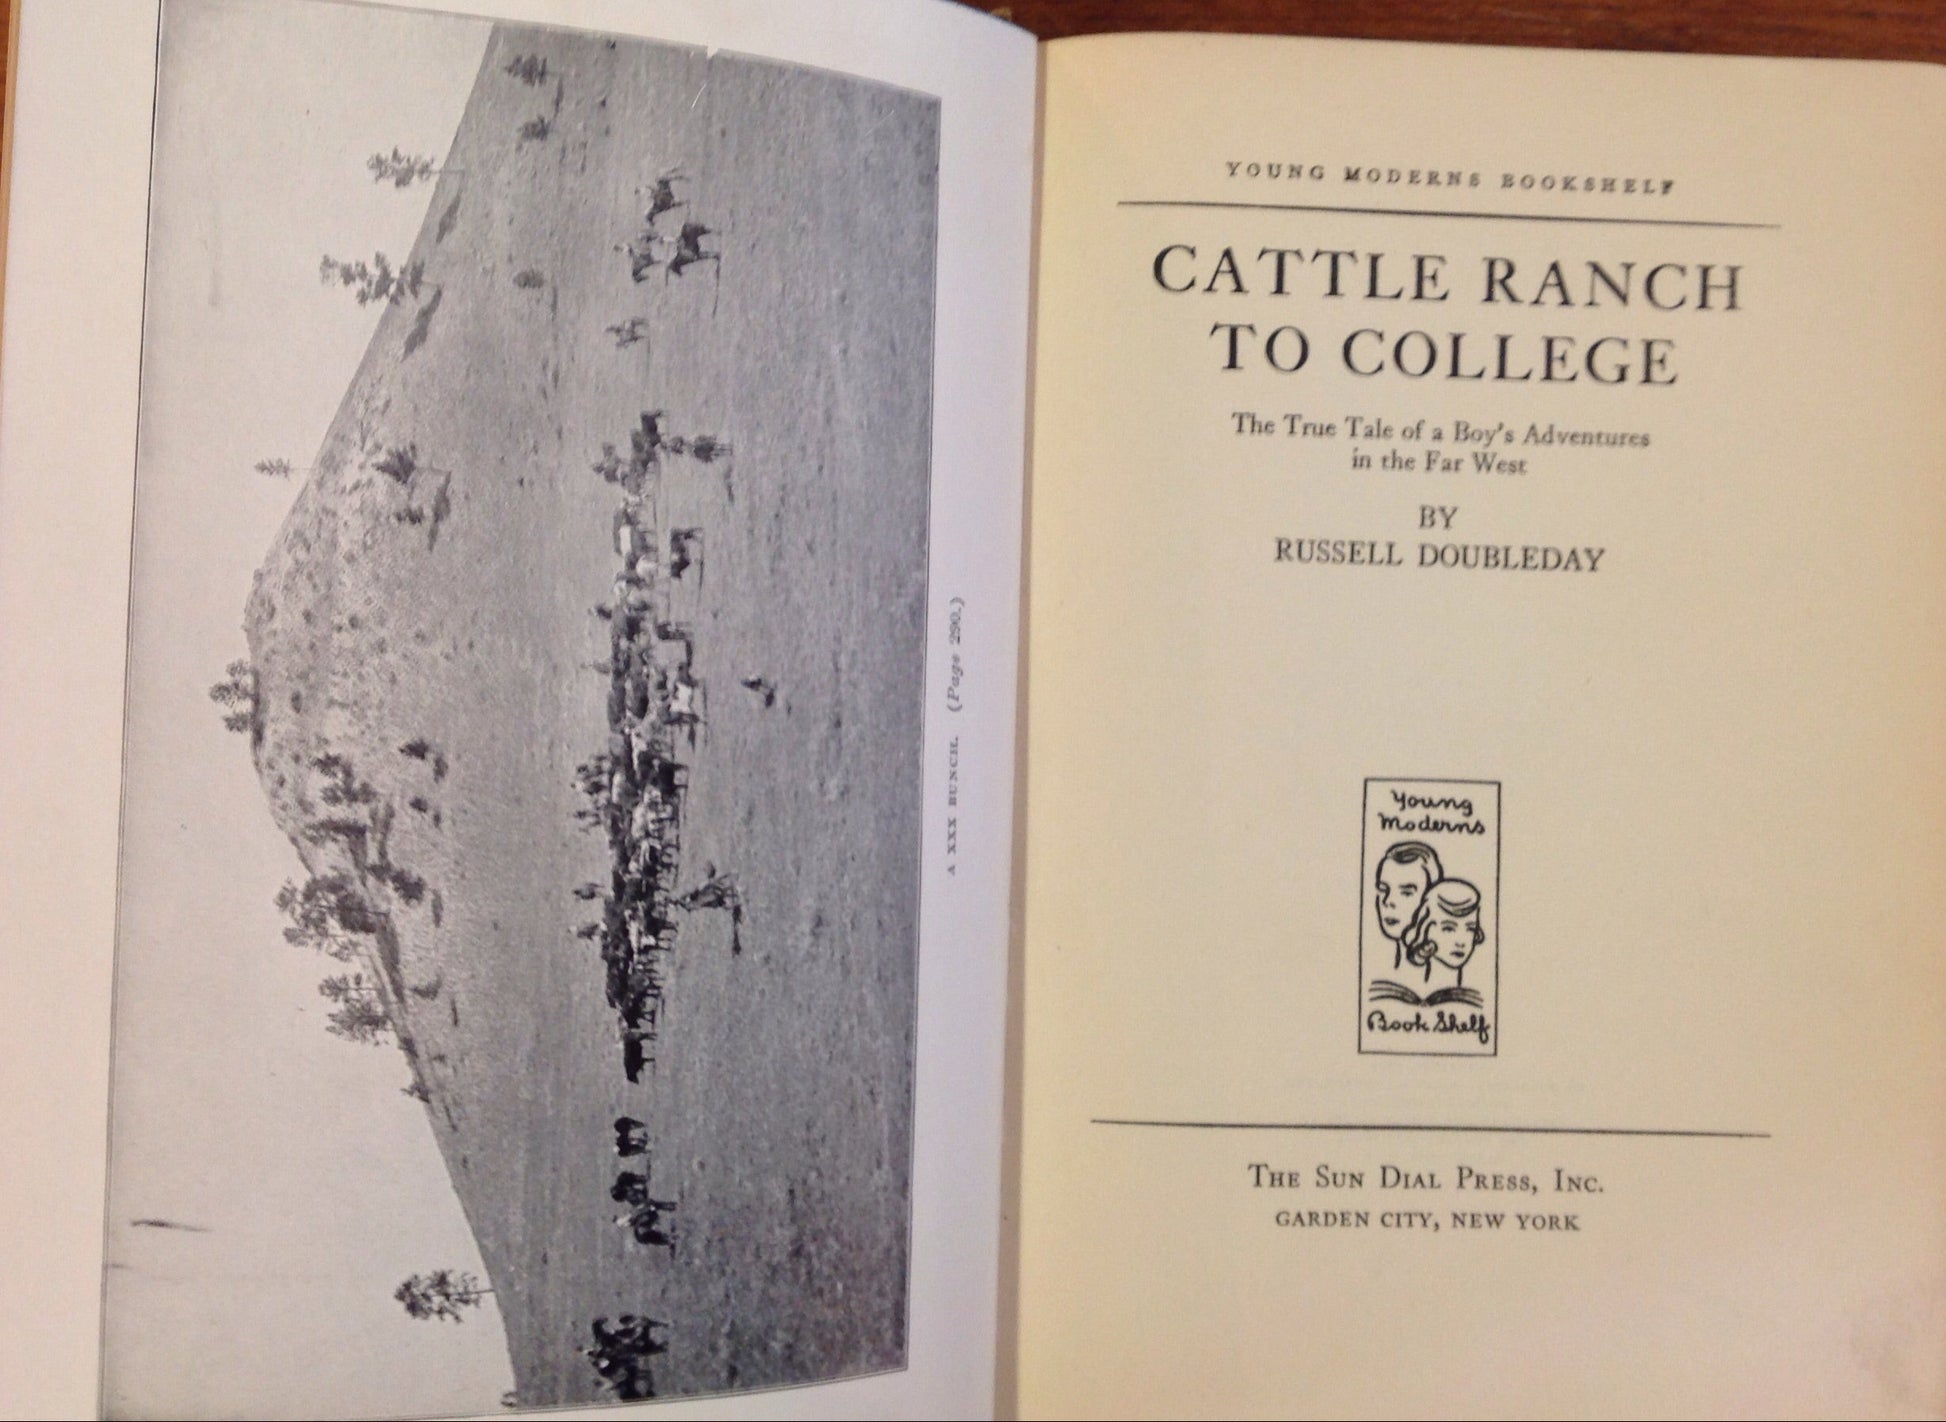 A XXX BUNCH. (Page 290.)
YOUNG MODERNS BOOKSHELF
CATTLE RANCH
TO COLLEGE
The True Tale of a Boy's Adventures
in the Far West
BY
RUSSELL DOUBLEDAY
Young
Moderns
Book Shelf
THE SUN DIAL PRESS, INC.
GARDEN CITY, NEW YORK